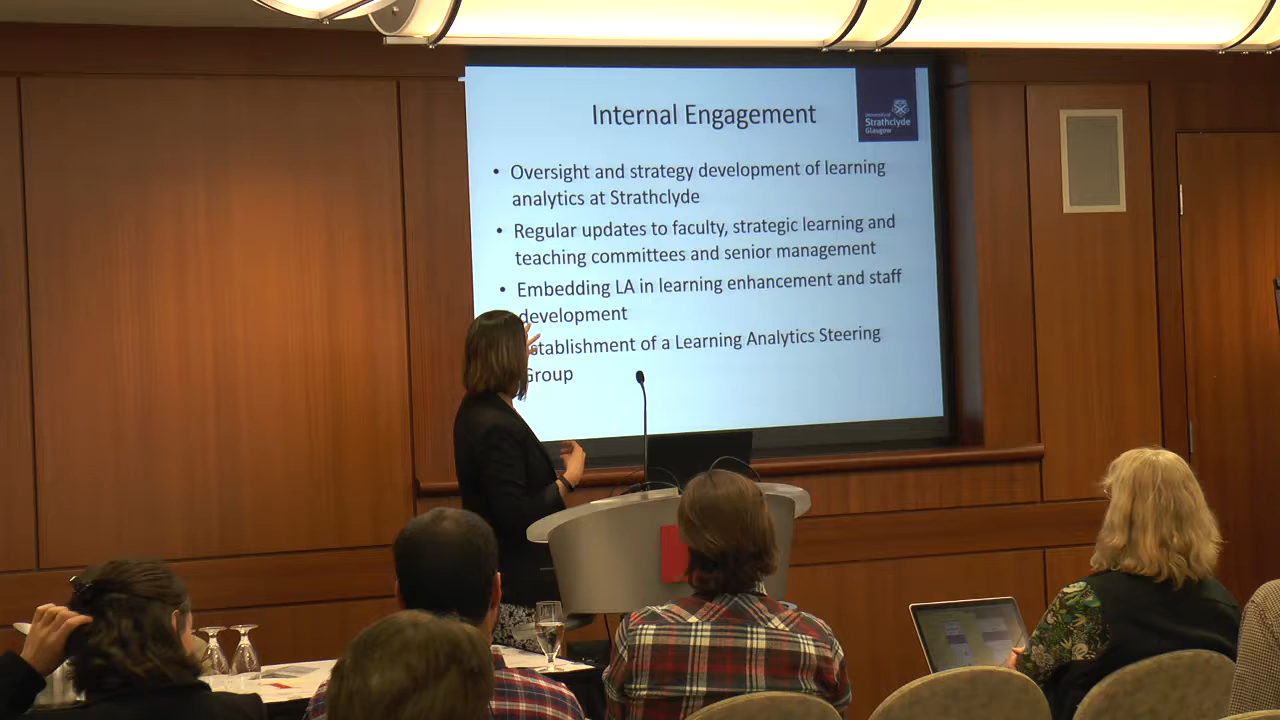 Internal Engagement
University of
Strathclyde
Glasgow
• Oversight and strategy development of learning
analytics at Strathclyde
• Regular updates to faculty, strategic learning and
teaching committees and senior management
• Embedding LA in learning enhancement and staff
development
stablishment of a Learning Analytics Steering
Group